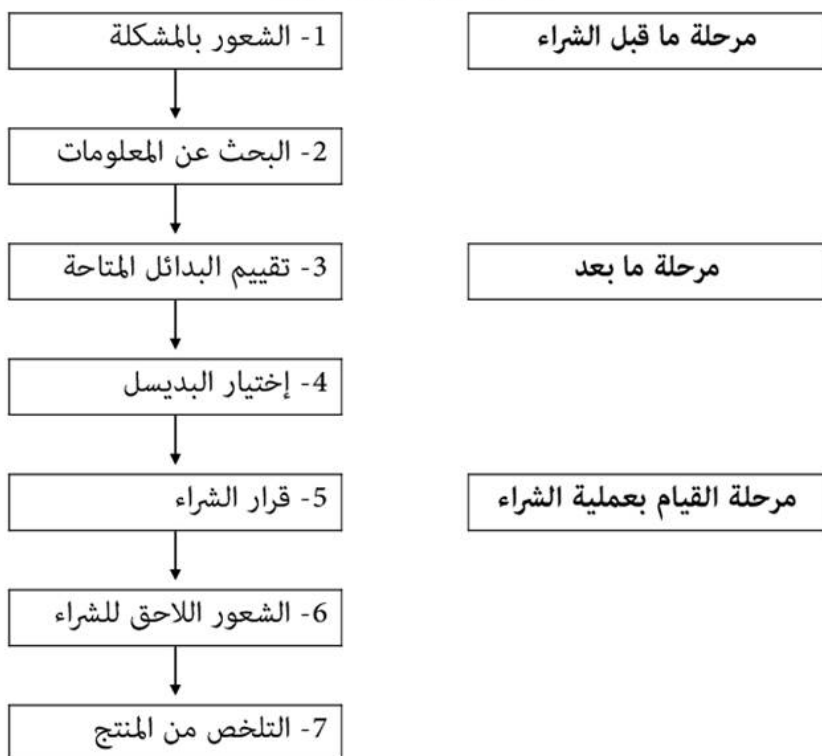 مرحلة ما قبل الشراء
1- الشعور بالمشكلة
2- البحث عن المعلومات
مرحلة ما بعد
3- تقييم البدائل المتاحة
4- إختيار البديسل
مرحلة القيام بعملية الشراء
5- قرار الشراء
6- الشعور اللاحق للشراء
7- التلخص من المنتج